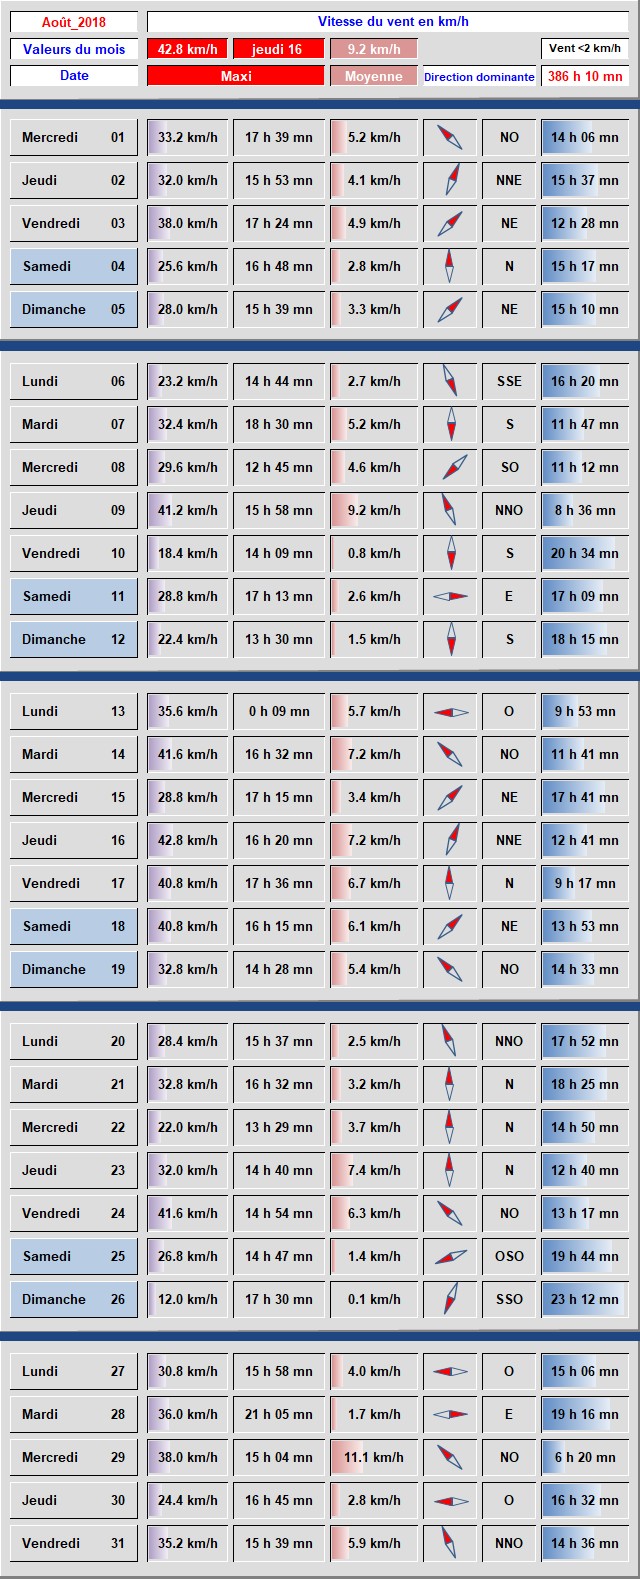 Août_2018 Vitesse du vent en km/h
Valeurs du mois 42.8 km/h jeudi 16 9.2 km/h Vent <2 km/h
Date Maxi Moyenne Direction dominante 386 h 10 mn
Mercredi 01 33.2 km/h 17 h 39 mn 5.2 km/h NO 14 h 06 mn
Jeudi 02 32.0 km/h 15 h 53 mn 4.1 km/h NNE 15 h 37 mn
Vendredi 03 38.0 km/h 17 h 24 mn 4.9 km/h NE 12 h 28 mn
Samedi 04 25.6 km/h 16 h 48 mn 2.8 km/h N 15 h 17 mn
Dimanche 05 28.0 km/h 15 h 39 mn 3.3 km/h NE 15 h 10 mn
Lundi 06 23.2 km/h 14 h 44 mn 2.7 km/h SSE 16 h 20 mn
Mardi 07 32.4 km/h 18 h 30 mn 5.2 km/h S 11 h 47 mn
Mercredi 08 29.6 km/h 12 h 45 mn 4.6 km/h SO 11 h 12 mn
Jeudi 09 41.2 km/h 15 h 58 mn 9.2 km/h NNO 8 h 36 mn
Vendredi 10 18.4 km/h 14 h 09 mn 0.8 km/h S 20 h 34 mn
Samedi 11 28.8 km/h 17 h 13 mn 2.6 km/h E 17 h 09 mn
Dimanche 12 22.4 km/h 13 h 30 mn 1.5 km/h S 18 h 15 mn
Lundi 13 35.6 km/h 0 h 09 mn 5.7 km/h O 9 h 53 mn
Mardi 14 41.6 km/h 16 h 32 mn 7.2 km/h NO 11 h 41 mn
Mercredi 15 28.8 km/h 17 h 15 mn 3.4 km/h NE 17 h 41 mn
Jeudi 16 42.8 km/h 16 h 20 mn 7.2 km/h NNE 12 h 41 mn
Vendredi 17 40.8 km/h 17 h 36 mn 6.7 km/h N 9 h 17 mn
Samedi 18 40.8 km/h 16 h 15 mn 6.1 km/h NE 13 h 53 mn
Dimanche 19 32.8 km/h 14 h 28 mn 5.4 km/h NO 14 h 33 mn
Lundi 20 28.4 km/h 15 h 37 mn 2.5 km/h NNO 17 h 52 mn
Mardi 21 32.8 km/h 16 h 32 mn 3.2 km/h N 18 h 25 mn
Mercredi 22 22.0 km/h 13 h 29 mn 3.7 km/h N 14 h 50 mn
Jeudi 23 32.0 km/h 14 h 40 mn 7.4 km/h N 12 h 40 mn
Vendredi 24 41.6 km/h 14 h 54 mn 6.3 km/h NO 13 h 17 mn
Samedi 25 26.8 km/h 14 h 47 mn 1.4 km/h OSO 19 h 44 mn
Dimanche 26 12.0 km/h 17 h 30 mn 0.1 km/h SSO 23 h 12 mn
Lundi 27 30.8 km/h 15 h 58 mn 4.0 km/h O 15 h 06 mn
Mardi 28 36.0 km/h 21 h 05 mn 1.7 km/h E 19 h 16 mn
Mercredi 29 38.0 km/h 15 h 04 mn 11.1 km/h NO 6 h 20 mn
Jeudi 30 24.4 km/h 16 h 45 mn 2.8 km/h O 16 h 32 mn
Vendredi 31 35.2 km/h 15 h 39 mn 5.9 km/h NNO 14 h 36 mn